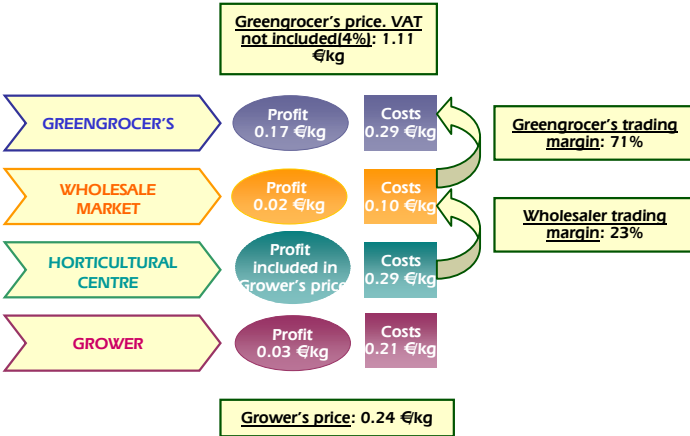 Greengrocer's price. VAT
not included(4%): 1.11
€/kg
GREENGROCER'S
Profit
0.17 €/kg
Costs
0.29 €/kg
Greengrocer's trading
margin: 71%
WHOLESALE
MARKET
Profit
0.02 €/kg
Costs
0.10 €/kg
Wholesaler trading
margin: 23%
HORTICULTURAL
CENTRE
Profit
included in
Grower's price
Costs
0.29 €/kg
GROWER
Profit
0.03 €/kg
Costs
0.21 €/kg
Grower's price: 0.24 €/kg